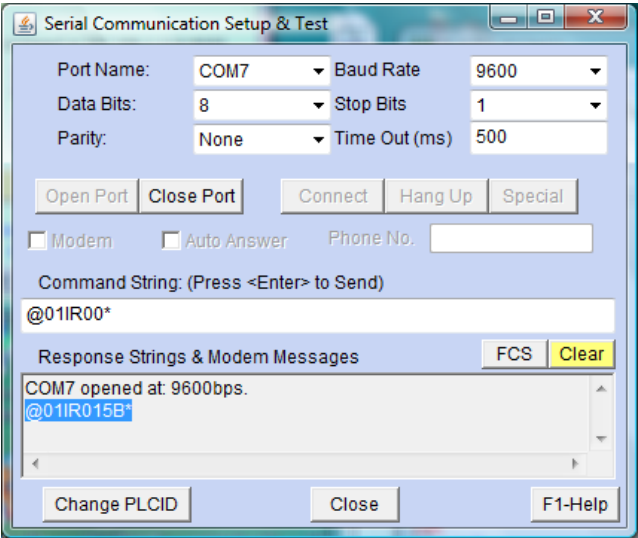 Serial Communication Setup & Test
Port Name: COM7 Baud Rate 9600
Data Bits: 8 Stop Bits 1
Parity: None Time Out (ms) 500
Open Port Close Port Connect Hang Up Special
Modem Auto Answer Phone No.
Command String: (Press <Enter> to Send)
@01IR00*
Response Strings & Modem Messages FCS Clear
COM7 opened at: 9600bps.
@01IR015B*
Change PLCID Close F1-Help